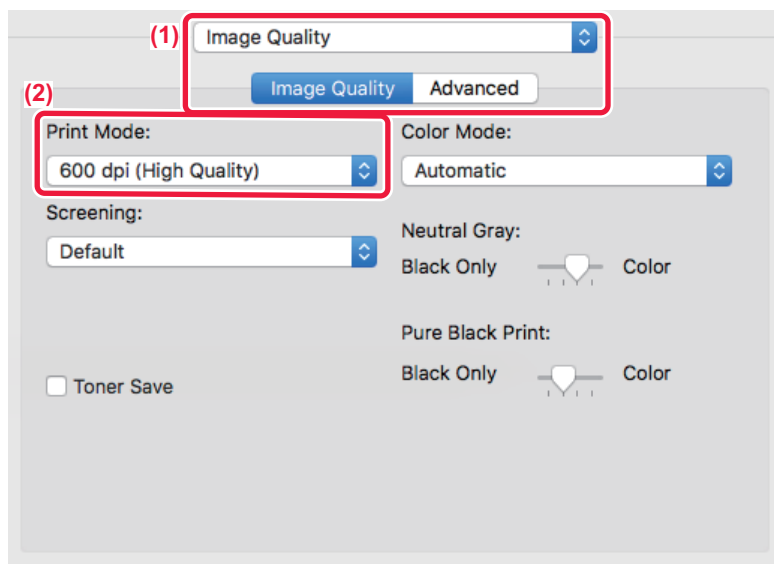 (1)
Image Quality
Image Quality Advanced
(2)
Print Mode:
600 dpi (High Quality)
Screening:
Default
Toner Save
Color Mode:
Automatic
Neutral Gray:
Black Only Color
Pure Black Print:
Black Only Color